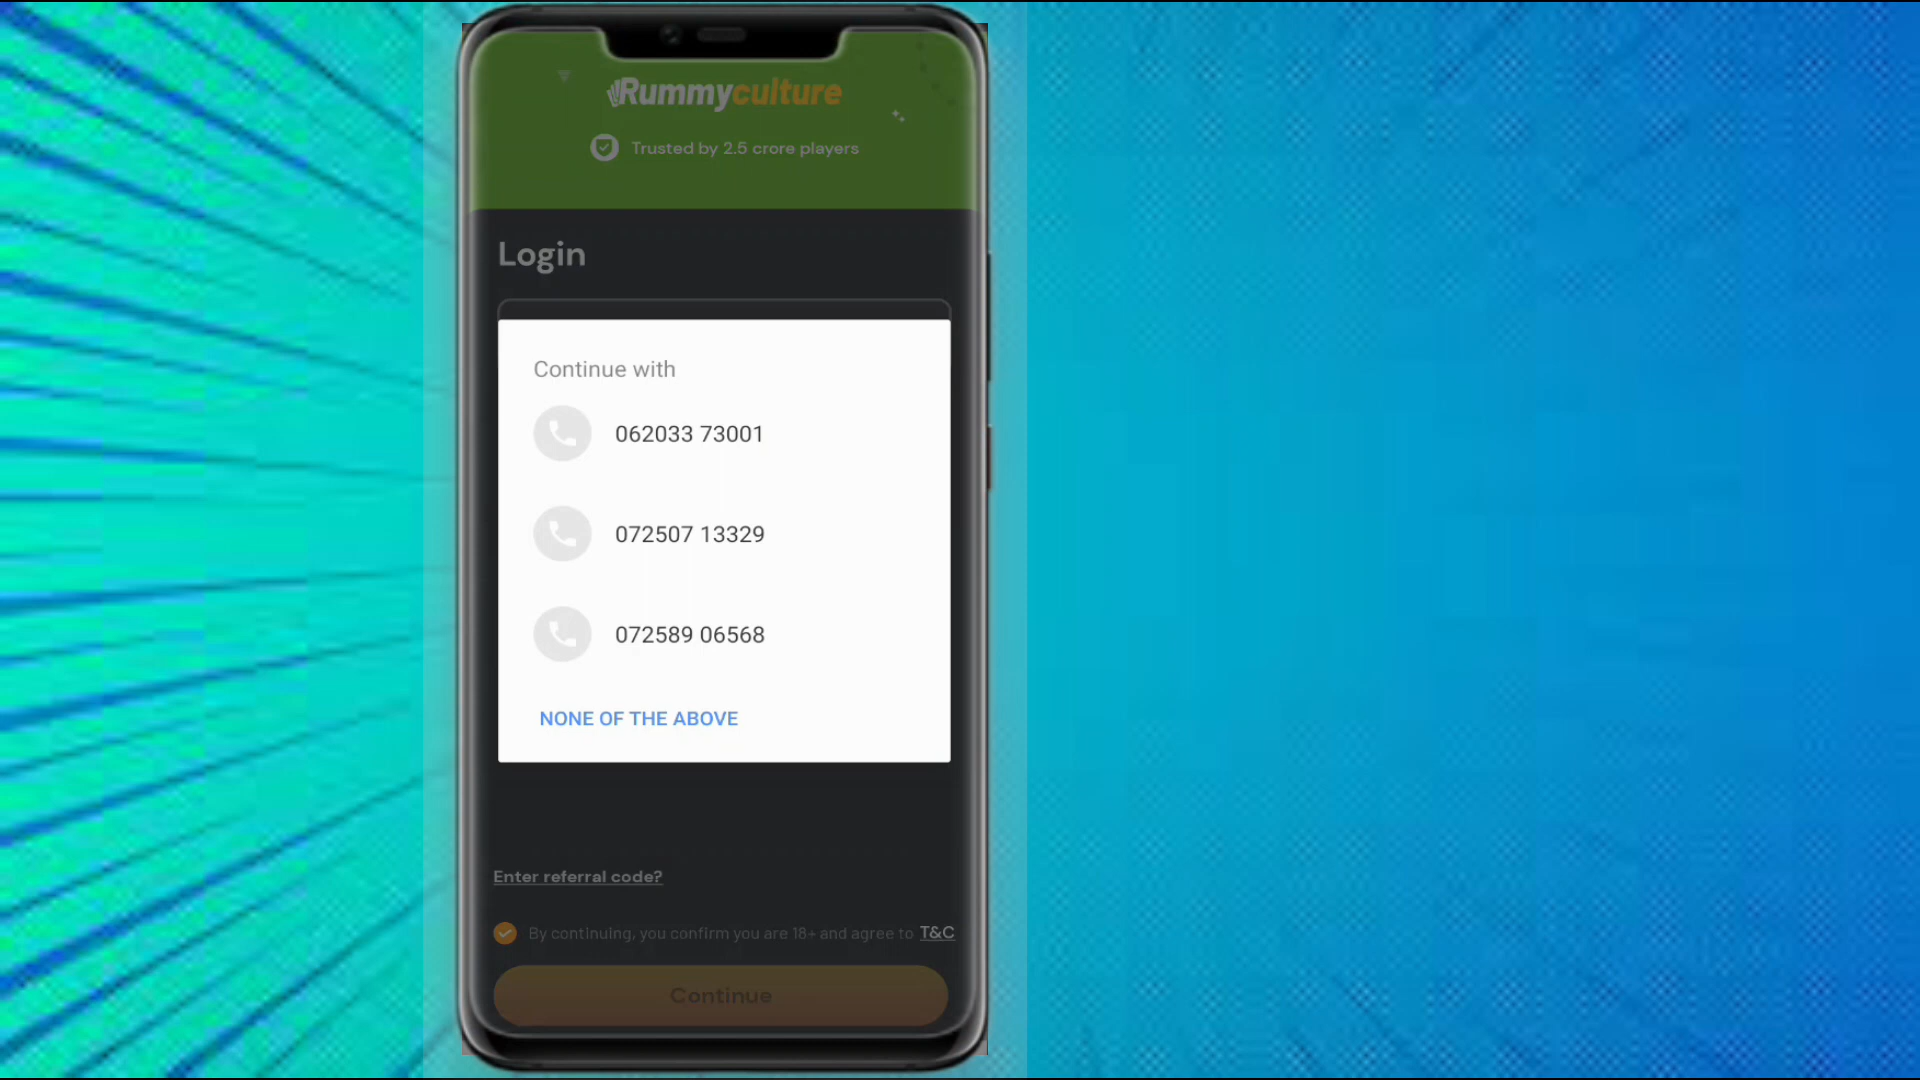 Rummyculture
Trusted by 2.5 crore players
Login
Continue with
062033 73001
072507 13329
072589 06568
NONE OF THE ABOVE
Enter referral code?
By continuing, you confirm you are 18+ and agree to T&C
Continue